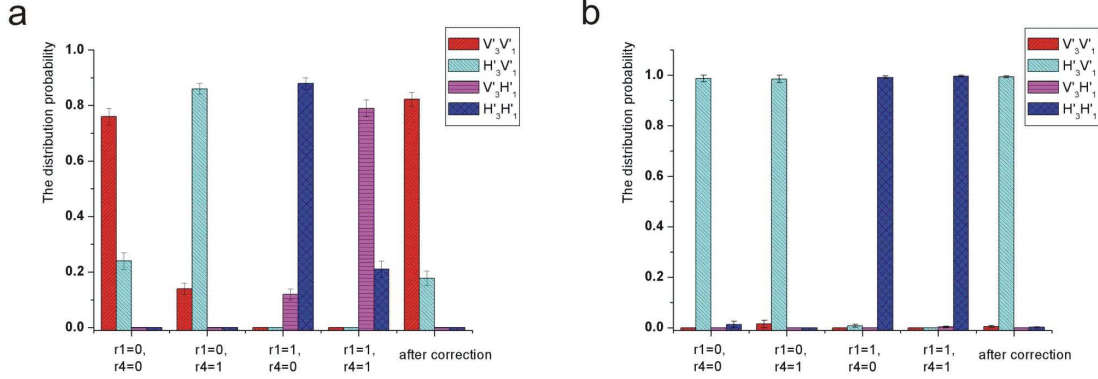 a
The distribution probability
1.0
0.8
0.6
0.4
0.2
0.0
V'₃V'₁
H'₃V'₁
V'₃H'₁
H'₃H'₁
r1=0, r1=0, r1=1, r1=1, after correction
r4=0 r4=1 r4=0 r4=1
b
The distribution probability
1.0
0.8
0.6
0.4
0.2
0.0
V'₃V'₁
H'₃V'₁
V'₃H'₁
H'₃H'₁
r1=0, r1=0, r1=1, r1=1, after correction
r4=0 r4=1 r4=0 r4=1